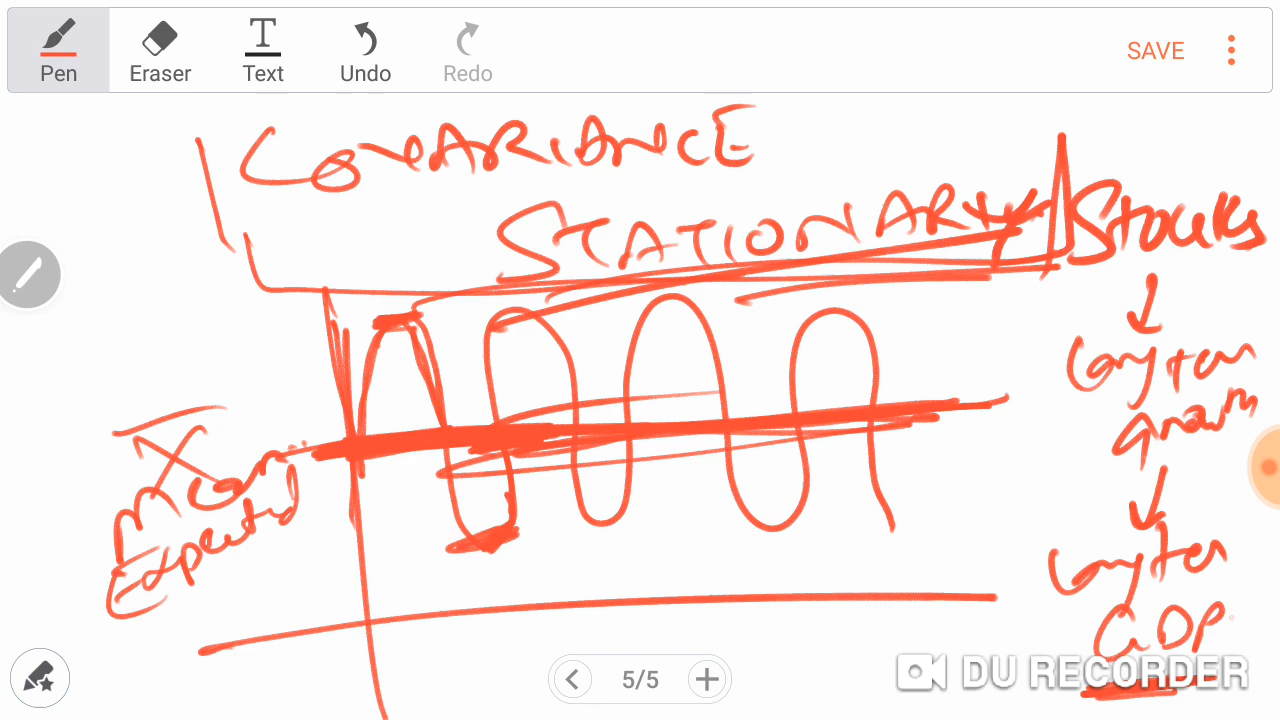 Pen
Eraser
T
Text
Undo
Redo
SAVE
COVARIANCE
STATIONARY
Stocks
Long term
growth
Long ter
GDP
X
Mean
Expected
5/5
DU RECORDER